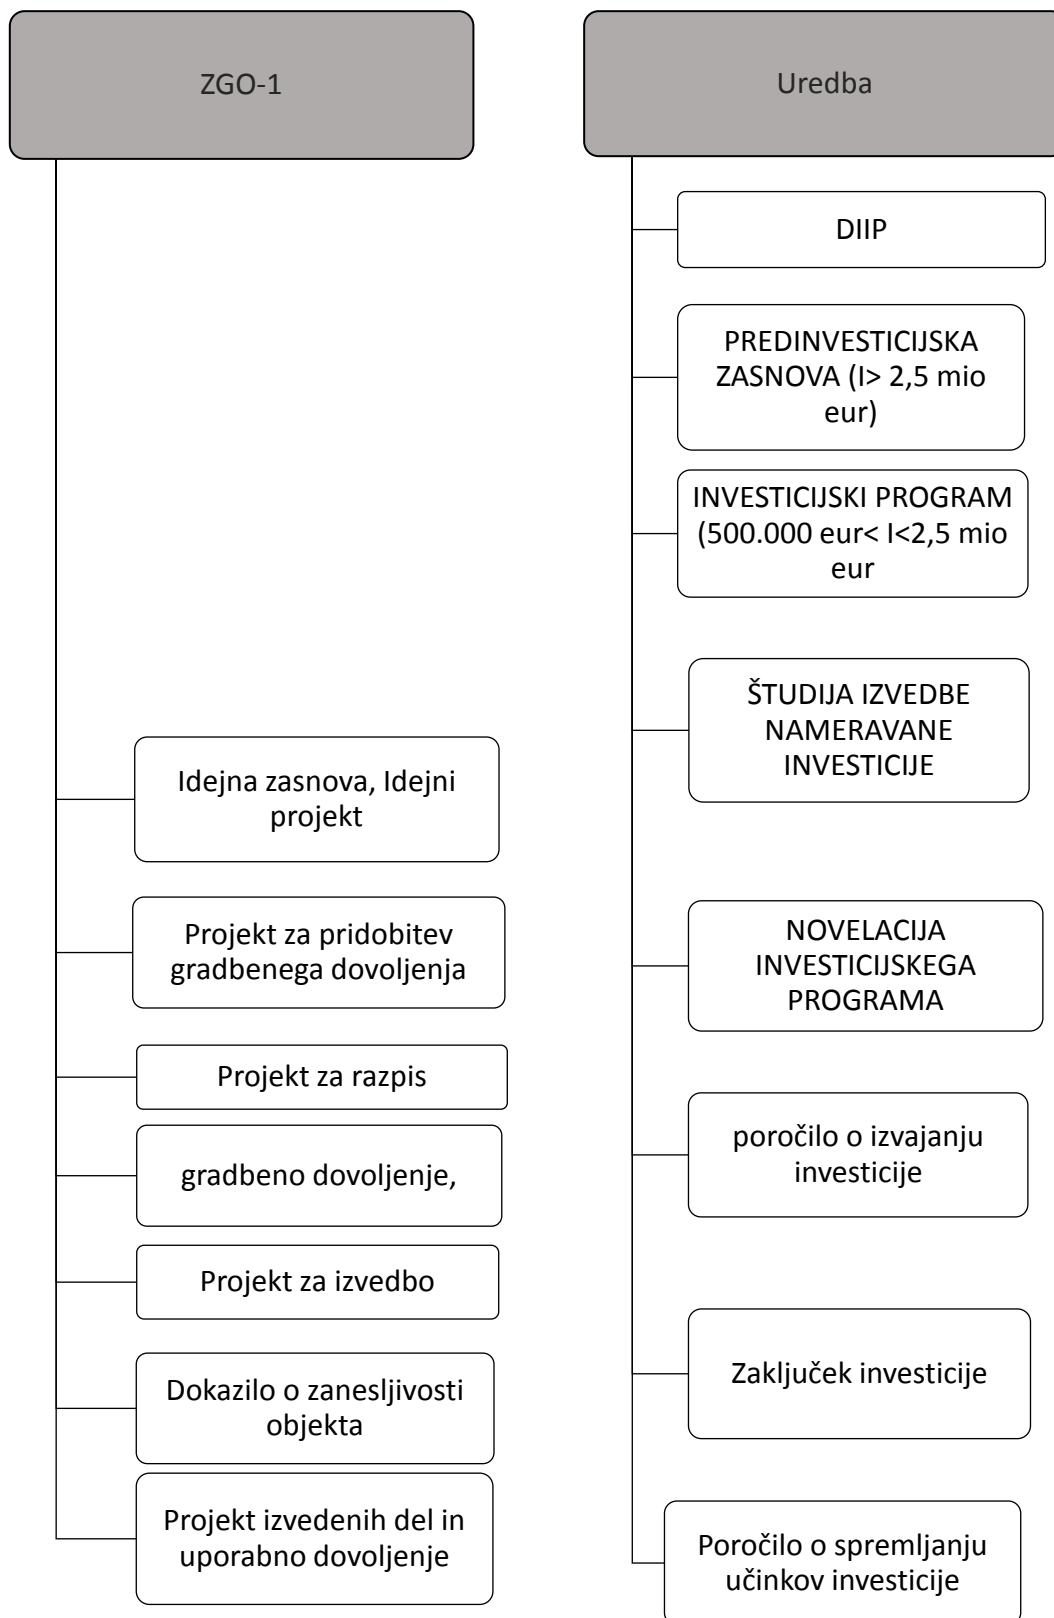 ZGO-1
Idejna zasnova, Idejni
projekt
Projekt za pridobitev
gradbenega dovoljenja
Projekt za razpis
gradbeno dovoljenje,
Projekt za izvedbo
Dokazilo o zanesljivosti
objekta
Projekt izvedenih del in
uporabno dovoljenje
Uredba
DIIP
PREDINVESTICIJSKA
ZASNOVA (I> 2,5 mio
eur)
INVESTICIJSKI PROGRAM
(500.000 eur< I<2,5 mio
eur
ŠTUDIJA IZVEDBE
NAMERAVANE
INVESTICIJE
NOVELACIJA
INVESTICIJSKEGA
PROGRAMA
poročilo o izvajanju
investicije
Zaključek investicije
Poročilo o spremljanju
učinkov investicije